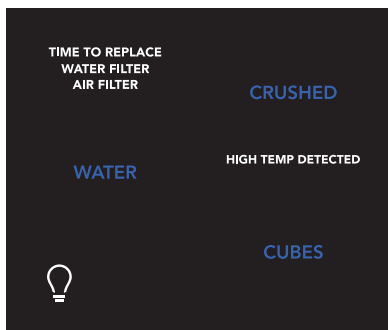 TIME TO REPLACE
WATER FILTER
AIR FILTER
CRUSHED
WATER
HIGH TEMP DETECTED
CUBES